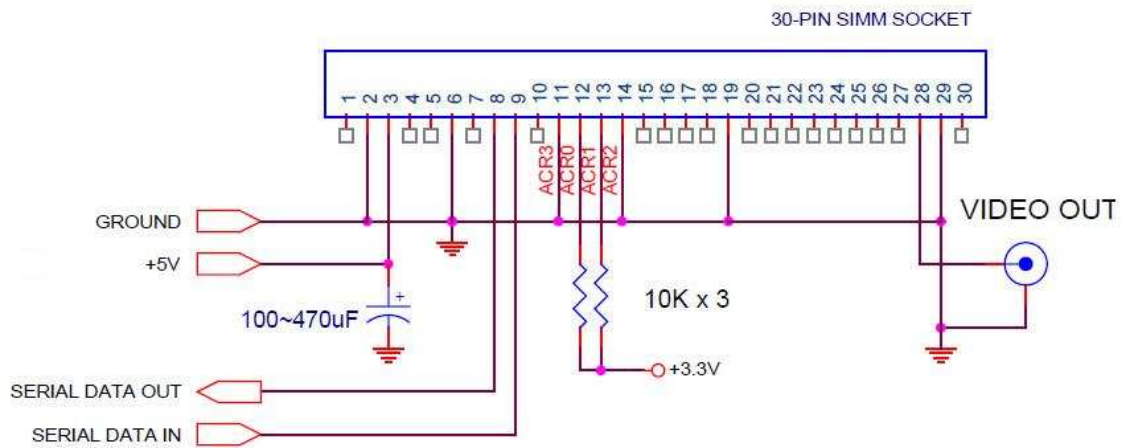 30-PIN SIMM SOCKET
1 2 3 4 5 6 7 8 9 10 11 12 13 14 15 16 17 18 19 20 21 22 23 24 25 26 27 28 29 30
ACR3 ACR0 ACR1 ACR2
GROUND
VIDEO OUT
+5V
+
100~470uF
10K x 3
+3.3V
SERIAL DATA OUT
SERIAL DATA IN